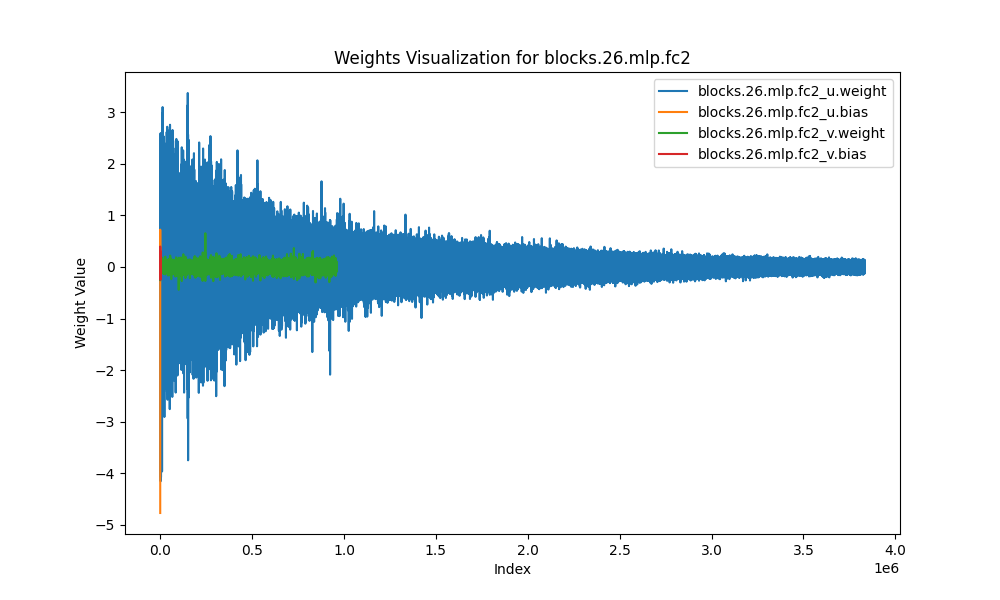 Weights Visualization for blocks.26.mlp.fc2
blocks.26.mlp.fc2_u.weight
blocks.26.mlp.fc2_u.bias
blocks.26.mlp.fc2_v.weight
blocks.26.mlp.fc2_v.bias
Weight Value
3
2
1
0
−1
−2
−3
−4
−5
0.0 0.5 1.0 1.5 2.0 2.5 3.0 3.5 4.0
1e6
Index